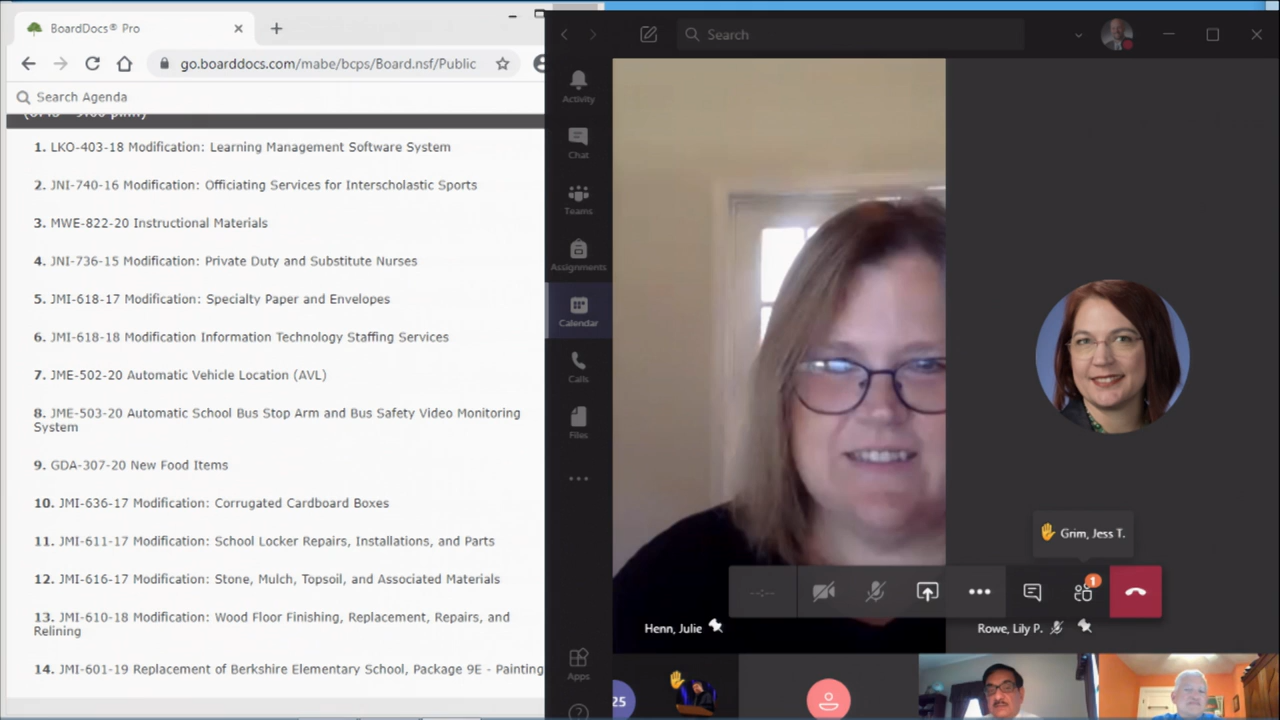 BoardDocs® Pro
go.boarddocs.com/mabe/bcps/Board.nsf/Public
Search Agenda
1. LKO-403-18 Modification: Learning Management Software System
2. JNI-740-16 Modification: Officiating Services for Interscholastic Sports
3. MWE-822-20 Instructional Materials
4. JNI-736-15 Modification: Private Duty and Substitute Nurses
5. JMI-618-17 Modification: Specialty Paper and Envelopes
6. JMI-618-18 Modification Information Technology Staffing Services
7. JME-502-20 Automatic Vehicle Location (AVL)
8. JME-503-20 Automatic School Bus Stop Arm and Bus Safety Video Monitoring
System
9. GDA-307-20 New Food Items
10. JMI-636-17 Modification: Corrugated Cardboard Boxes
11. JMI-611-17 Modification: School Locker Repairs, Installations, and Parts
12. JMI-616-17 Modification: Stone, Mulch, Topsoil, and Associated Materials
13. JMI-610-18 Modification: Wood Floor Finishing, Replacement, Repairs, and
Relining
14. JMI-601-19 Replacement of Berkshire Elementary School, Package 9E - Painting
Search
Activity
Chat
Teams
Assignments
Calendar
Calls
Files
Apps
Grim, Jess T.
1
-:--
Henn, Julie
Rowe, Lily P.
25